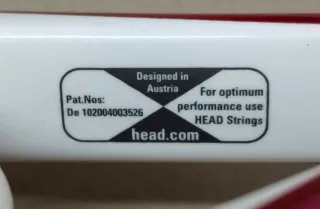 Designed in
Austria
Pat.Nos:
De 102004003526
For optimum
performance use
HEAD Strings
head.com